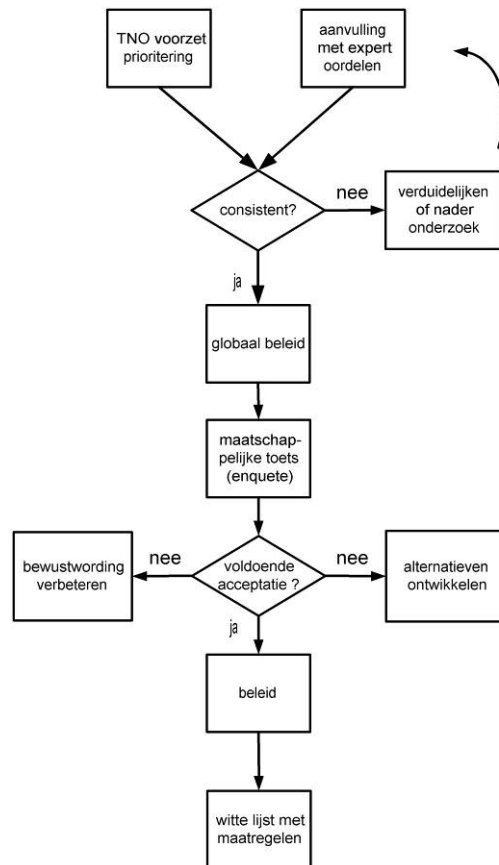 TNO voorzet
prioritering
aanvulling
met expert
oordelen
consistent?
nee
verduidelijken
of nader
onderzoek
ja
globaal beleid
maatschap-
pelijke toets
(enquete)
bewustwording
verbeteren
nee
voldoende
acceptatie ?
nee
alternatieven
ontwikkelen
ja
beleid
witte lijst met
maatregelen